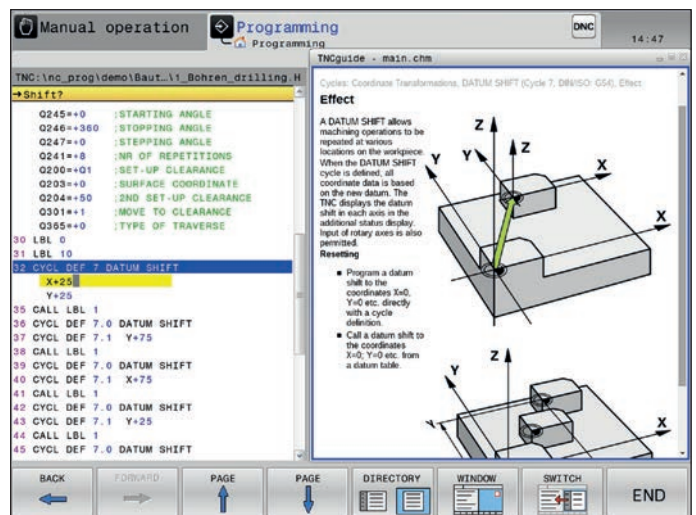 Manual operation
Programming
Programming
DNC
14:47
TNC:\nc_prog\demo\Baut…\1_Bohren_drilling.H
→Shift?
Q245=+0 ;STARTING ANGLE
Q246=+360 ;STOPPING ANGLE
Q247=+0 ;STEPPING ANGLE
Q241=+8 ;NR OF REPETITIONS
Q200=+Q1 ;SET-UP CLEARANCE
Q203=+0 ;SURFACE COORDINATE
Q204=+50 ;2ND SET-UP CLEARANCE
Q301=+1 ;MOVE TO CLEARANCE
Q365=+0 ;TYPE OF TRAVERSE
30 LBL 0
31 LBL 10
32 CYCL DEF 7 DATUM SHIFT
X+25
Y+25
35 CALL LBL 1
36 CYCL DEF 7.0 DATUM SHIFT
37 CYCL DEF 7.1 Y+75
38 CALL LBL 1
39 CYCL DEF 7.0 DATUM SHIFT
40 CYCL DEF 7.1 X+75
41 CALL LBL 1
42 CYCL DEF 7.0 DATUM SHIFT
43 CYCL DEF 7.1 Y+25
44 CALL LBL 1
45 CYCL DEF 7.0 DATUM SHIFT
TNCguide - main.chm
Cycles: Coordinate Transformations, DATUM SHIFT (Cycle 7, DIN/ISO: G54), Effect
Effect
A DATUM SHIFT allows
machining operations to be
repeated at various
locations on the workpiece.
When the DATUM SHIFT
cycle is defined, all
coordinate data is based
on the new datum. The
TNC displays the datum
shift in each axis in the
additional status display.
Input of rotary axes is also
permitted.
Resetting
■ Program a datum
shift to the
coordinates X=0,
Y=0 etc. directly
with a cycle
definition.
■ Call a datum shift to
the coordinates
X=0; Y=0 etc. from
a datum table.
Z
Z
Y
Y
X
X
Z
Y
X
Y
BACK
FORWARD
PAGE
PAGE
DIRECTORY
WINDOW
SWITCH
END